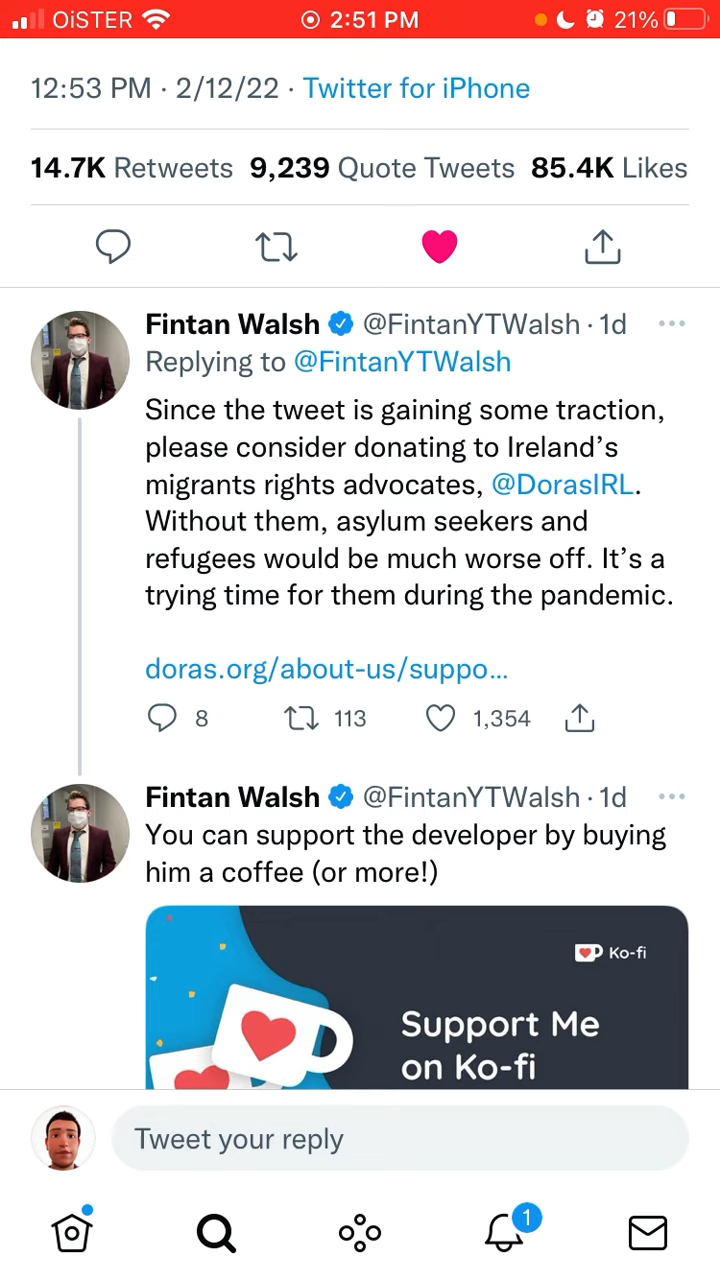 OiSTER 2:51 PM 21%
12:53 PM · 2/12/22 · Twitter for iPhone
14.7K Retweets 9,239 Quote Tweets 85.4K Likes
Fintan Walsh @FintanYTWalsh · 1d
Replying to @FintanYTWalsh
Since the tweet is gaining some traction,
please consider donating to Ireland’s
migrants rights advocates, @DorasIRL.
Without them, asylum seekers and
refugees would be much worse off. It’s a
trying time for them during the pandemic.
doras.org/about-us/suppo...
8 113 1,354
Fintan Walsh @FintanYTWalsh · 1d
You can support the developer by buying
him a coffee (or more!)
Ko-fi
Support Me
on Ko-fi
Tweet your reply
1